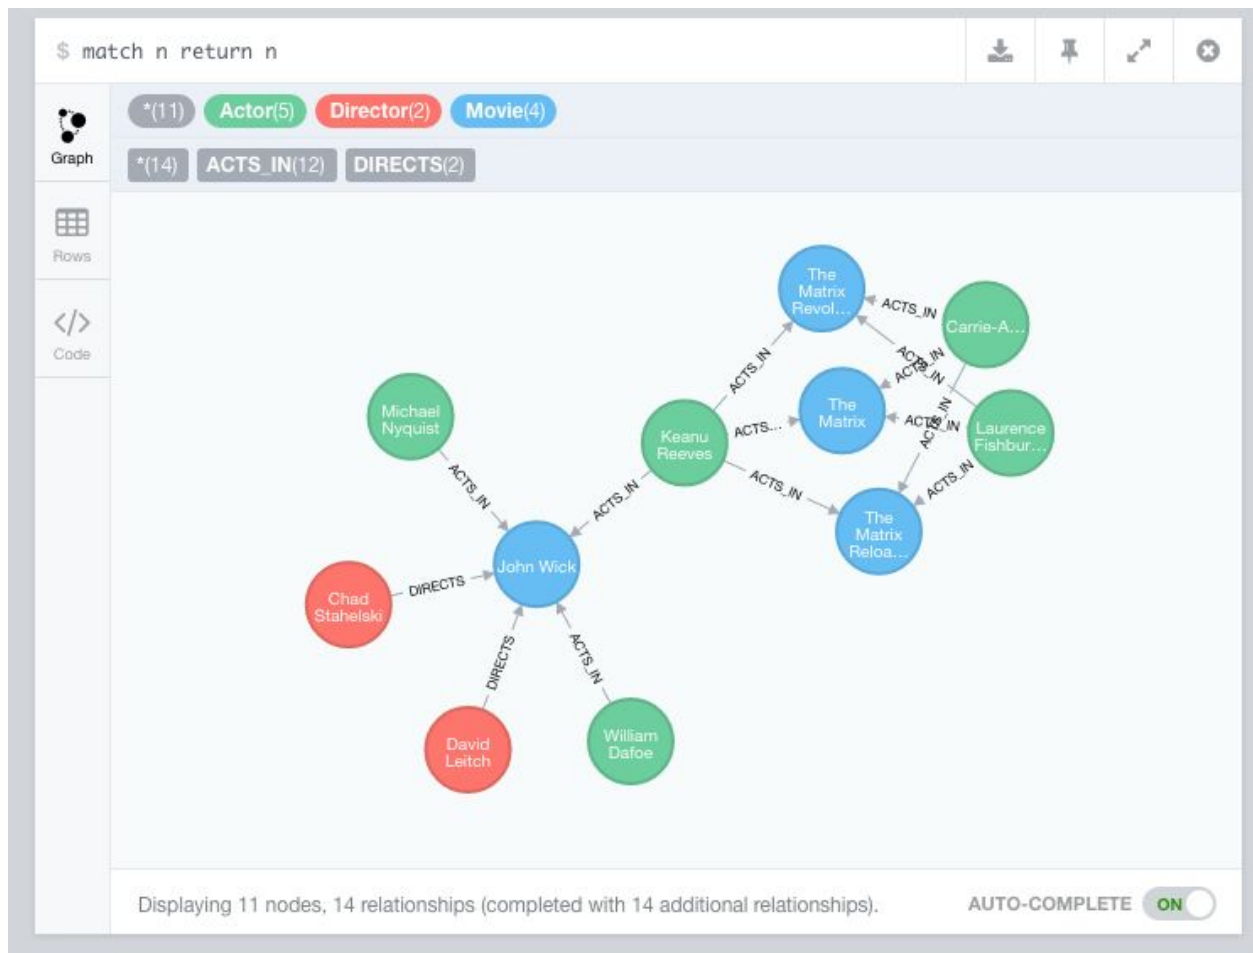 $ match n return n
*(11) Actor(5) Director(2) Movie(4)
*(14) ACTS_IN(12) DIRECTS(2)
Graph
Rows
Code
The
Matrix
Revol...
ACTS_IN
Carrie-A...
ACTS_IN
ACTS_IN
ACTS_IN
The
Matrix
ACTS_IN
ACTS_IN
Laurence
Fishbur...
Michael
Nyquist
Keanu
Reeves
ACTS...
ACTS_IN
ACTS_IN
ACTS_IN
ACTS_IN
The
Matrix
Reloa...
John Wick
Chad
Stahelski
DIRECTS
DIRECTS
ACTS_IN
David
Leitch
William
Dafoe
Displaying 11 nodes, 14 relationships (completed with 14 additional relationships).
AUTO-COMPLETE ON